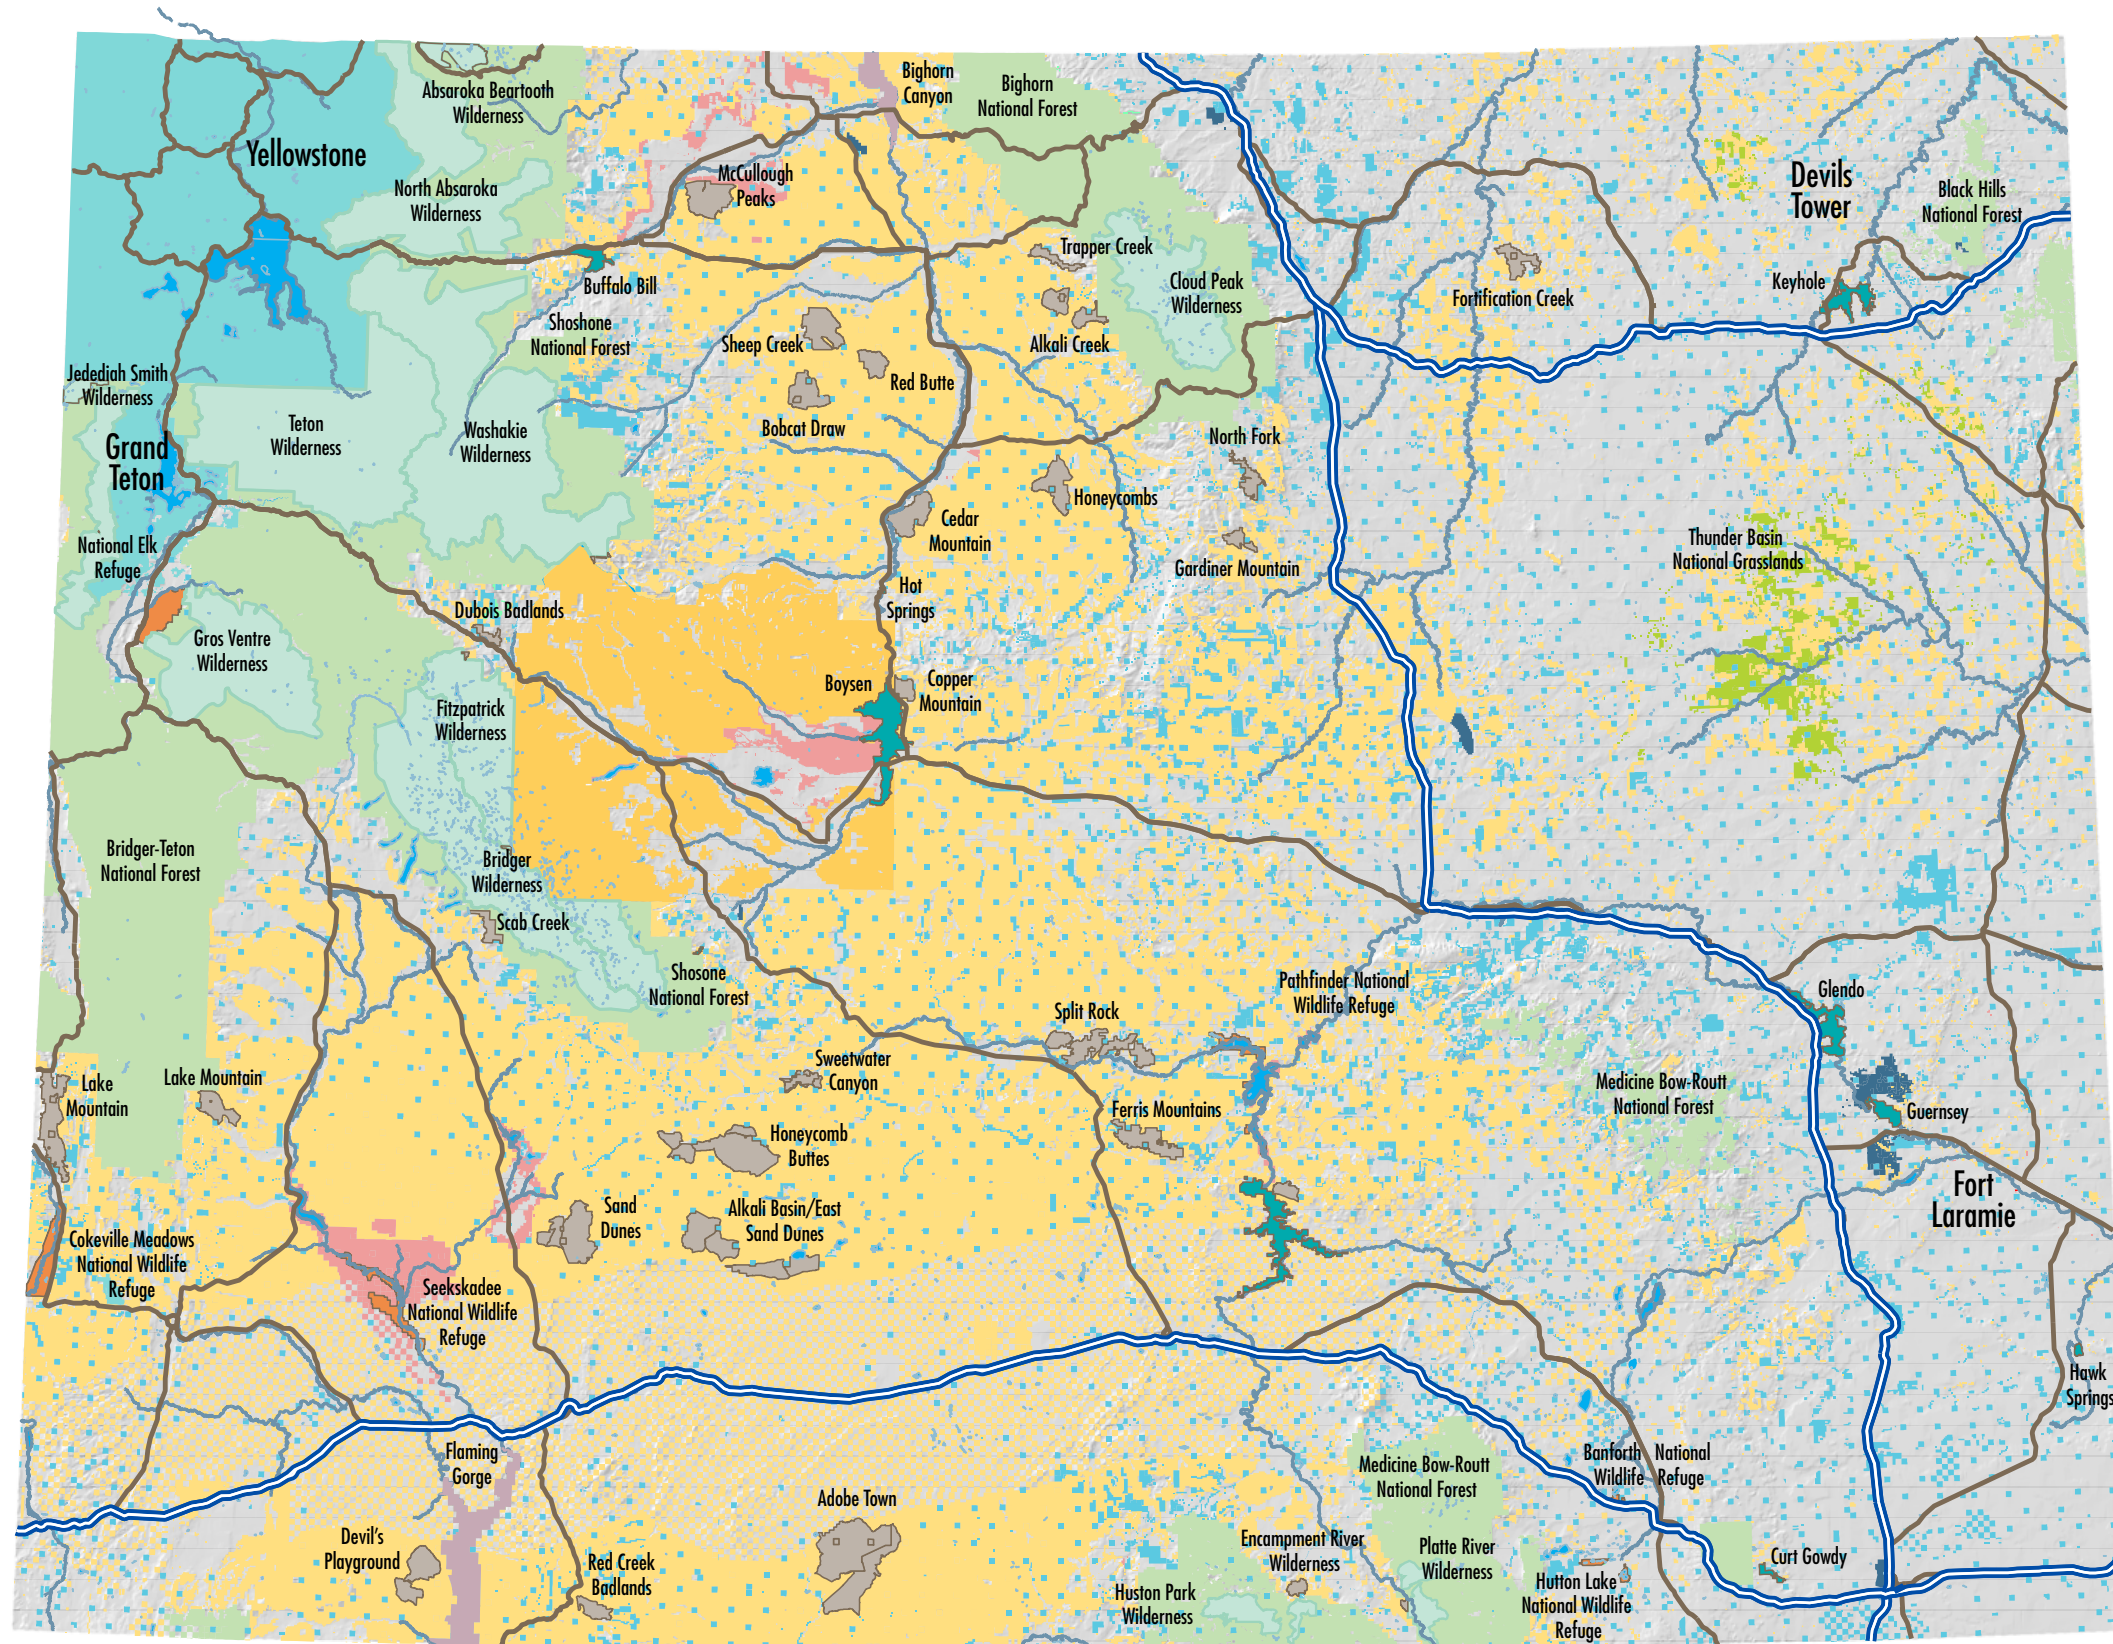 Absaroka Beartooth
Wilderness
Bighorn
Canyon
Bighorn
National Forest
Yellowstone
North Absaroka
Wilderness
McCullough
Peaks
Devils
Tower
Black Hills
National Forest
Trapper Creek
Cloud Peak
Wilderness
Buffalo Bill
Fortification Creek
Keyhole
Shoshone
National Forest
Sheep Creek
Alkali Creek
Jedediah Smith
Wilderness
Red Butte
Grand
Teton
Teton
Wilderness
Washakie
Wilderness
Bobcat Draw
North Fork
Honeycombs
Cedar
Mountain
National Elk
Refuge
Thunder Basin
National Grasslands
Gardiner Mountain
Hot
Springs
Dubois Badlands
Gros Ventre
Wilderness
Boysen
Copper
Mountain
Fitzpatrick
Wilderness
Bridger-Teton
National Forest
Bridger
Wilderness
Scab Creek
Shosone
National Forest
Pathfinder National
Wildlife Refuge
Glendo
Split Rock
Sweetwater
Canyon
Lake
Mountain
Lake Mountain
Medicine Bow-Routt
National Forest
Ferris Mountains
Guernsey
Honeycomb
Buttes
Fort
Laramie
Sand
Dunes
Alkali Basin/East
Sand Dunes
Cokeville Meadows
National Wildlife
Refuge
Seekskadee
National Wildlife
Refuge
Hawk
Springs
Flaming
Gorge
Medicine Bow-Routt
National Forest
Banforth National
Wildlife Refuge
Adobe Town
Devil's
Playground
Red Creek
Badlands
Encampment River
Wilderness
Platte River
Wilderness
Curt Gowdy
Huston Park
Wilderness
Hutton Lake
National Wildlife
Refuge